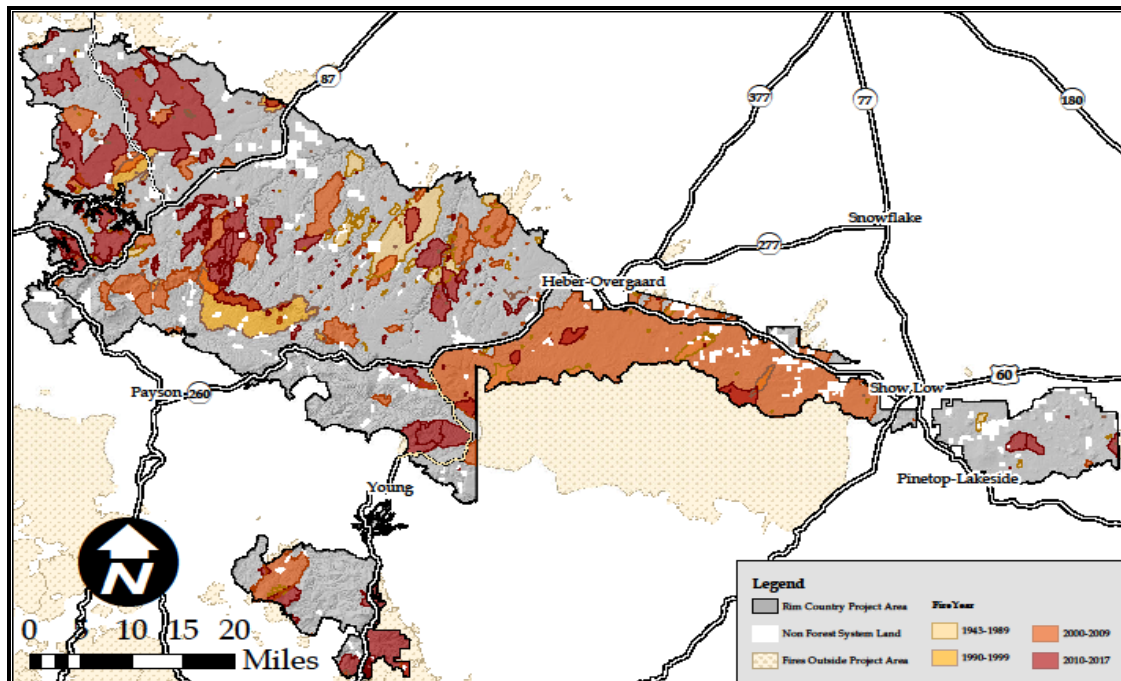 87
377
77
180
Snowflake
277
Heber-Overgaard
Payson
260
Show Low
60
Pinetop-Lakeside
Young
N
0 5 10 15 20
Miles
Legend
Rim Country Project Area
Non Forest System Land
Fires Outside Project Area
Fire Year
1943-1989
1990-1999
2000-2009
2010-2017